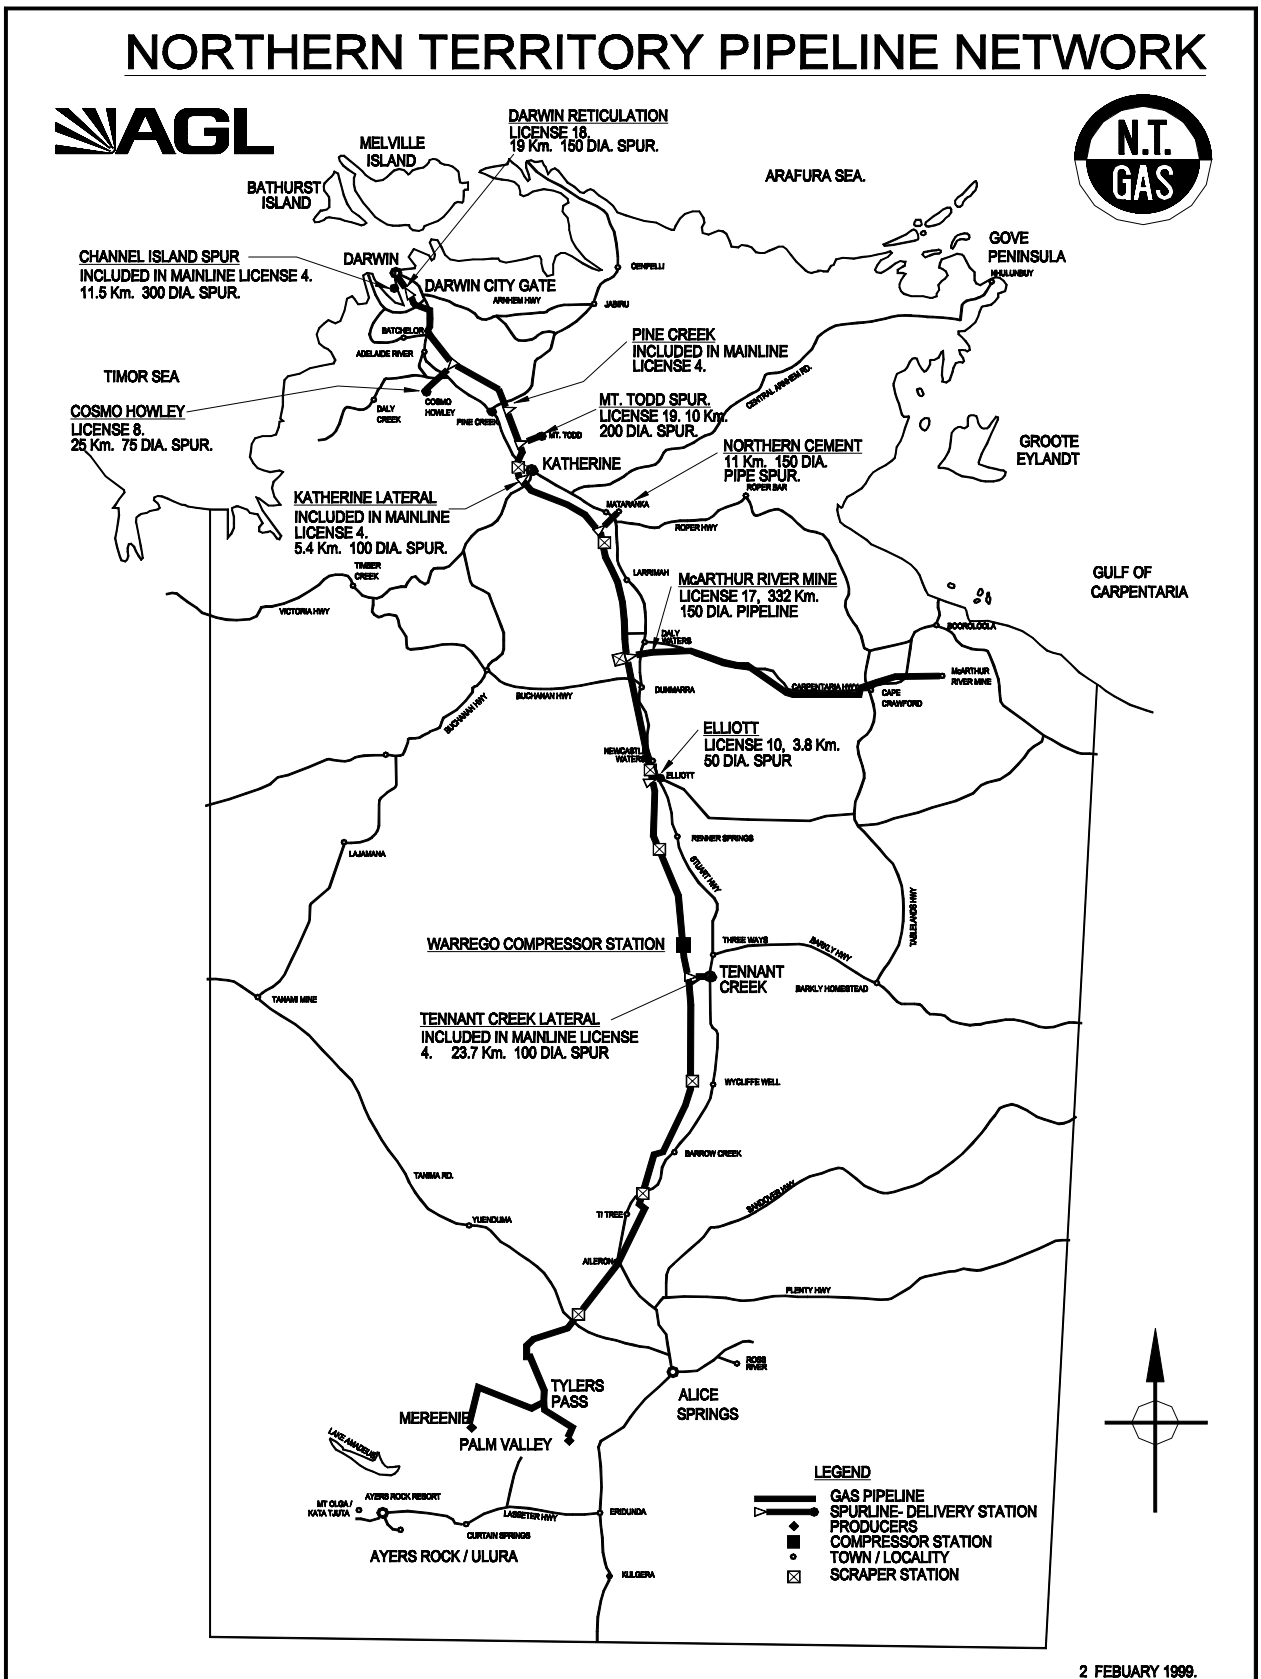 NORTHERN TERRITORY PIPELINE NETWORK
AGL
N.T.
GAS
DARWIN RETICULATION
LICENSE 18.
19 Km. 150 DIA. SPUR.
MELVILLE
ISLAND
BATHURST
ISLAND
ARAFURA SEA.
GOVE
PENINSULA
NHULUNBUY
CHANNEL ISLAND SPUR
INCLUDED IN MAINLINE LICENSE 4.
11.5 Km. 300 DIA. SPUR.
DARWIN
DARWIN CITY GATE
OENPELLI
ARNHEM HWY
JABIRU
BATCHELOR
ADELAIDE RIVER
PINE CREEK
INCLUDED IN MAINLINE
LICENSE 4.
TIMOR SEA
CENTRAL ARNHEM RD.
COSMO HOWLEY
LICENSE 8.
25 Km. 75 DIA. SPUR.
DALY
CREEK
COSMO
HOWLEY
PINE CREEK
MT. TODD SPUR.
LICENSE 19. 10 Km.
200 DIA. SPUR.
MT. TODD
NORTHERN CEMENT
11 Km. 150 DIA.
PIPE SPUR.
GROOTE
EYLANDT
KATHERINE
ROPER BAR
KATHERINE LATERAL
INCLUDED IN MAINLINE
LICENSE 4.
5.4 Km. 100 DIA. SPUR.
MATARANKA
ROPER HWY
TIMBER
CREEK
VICTORIA HWY
LARRIMAH
McARTHUR RIVER MINE
LICENSE 17, 332 Km.
150 DIA. PIPELINE
GULF OF
CARPENTARIA
BOOROLOOLA
DALY
WATERS
McARTHUR
RIVER MINE
BUCHANAN HWY
DUNMARRA
CARPENTARIA HWY
CAPE
CRAWFORD
BUCHANAN HWY
ELLIOTT
LICENSE 10, 3.8 Km.
50 DIA. SPUR
NEWCASTLE
WATERS
ELLIOTT
RENNER SPRINGS
LAJAMANA
STUART HWY
TABLELANDS HWY
WARREGO COMPRESSOR STATION
THREE WAYS
BARKLY HWY
TENNANT
CREEK
BARKLY HOMESTEAD
TANAMI MINE
TENNANT CREEK LATERAL
INCLUDED IN MAINLINE LICENSE
4. 23.7 Km. 100 DIA. SPUR
WYCLIFFE WELL
BARROW CREEK
TANIMA RD.
SANDOVER HWY
YUENDUMA
TI TREE
AILERON
PLENTY HWY
ROSS
RIVER
TYLERS
PASS
ALICE
SPRINGS
MEREENIE
PALM VALLEY
LAKE AMADEUS
LEGEND
GAS PIPELINE
SPURLINE- DELIVERY STATION
PRODUCERS
COMPRESSOR STATION
TOWN / LOCALITY
SCRAPER STATION
AYERS ROCK RESORT
MT OLGA /
KATA TJUTA
LASSETER HWY
ERLDUNDA
CURTAIN SPRINGS
AYERS ROCK / ULURA
KULGERA
2 FEBUARY 1999.